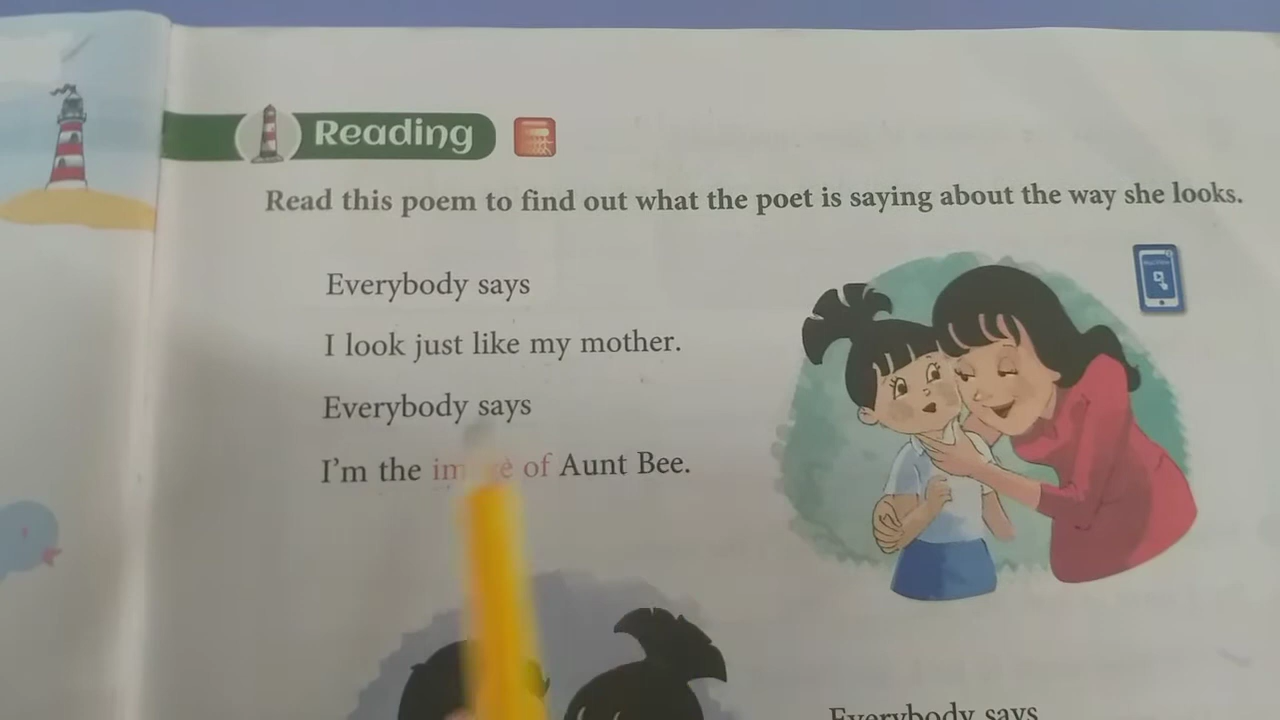 Reading
Read this poem to find out what the poet is saying about the way she looks.
Everybody says
I look just like my mother.
Everybody says
I'm the of Aunt Bee.
Everybody says